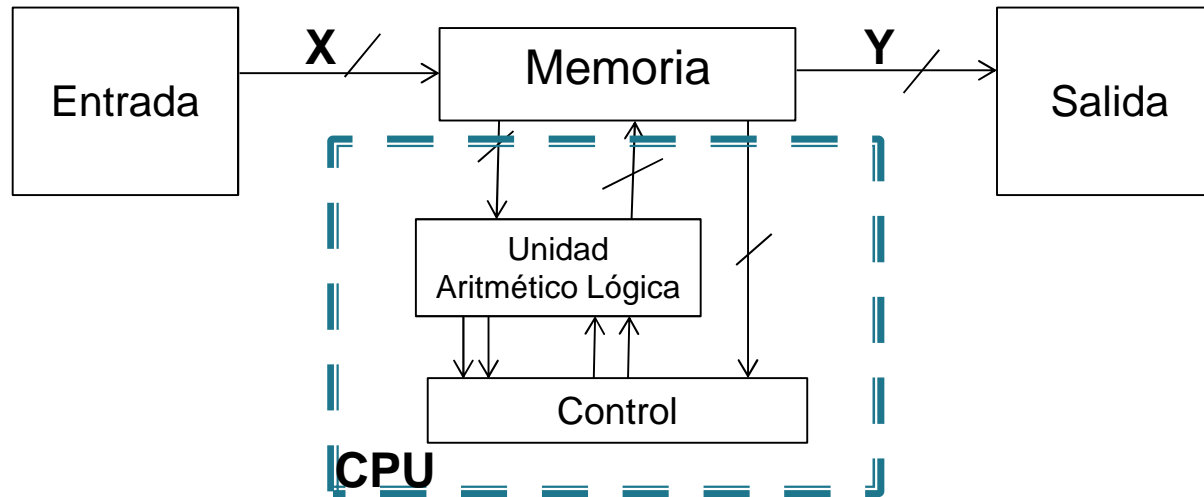 Entrada
X
Memoria
Y
Salida
Unidad
Aritmético Lógica
Control
CPU